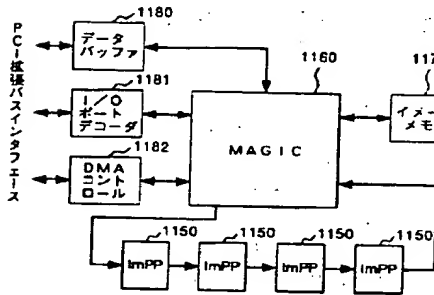 PCI拡張バスインタフェース
1180
データ
バッファ
1181
I/O
ポート
デコーダ
1182
DMA
コント
ロール
1160
MAGIC
117
イメー
メモ
1150
ImPP
1150
ImPP
1150
ImPP
1150
ImPP